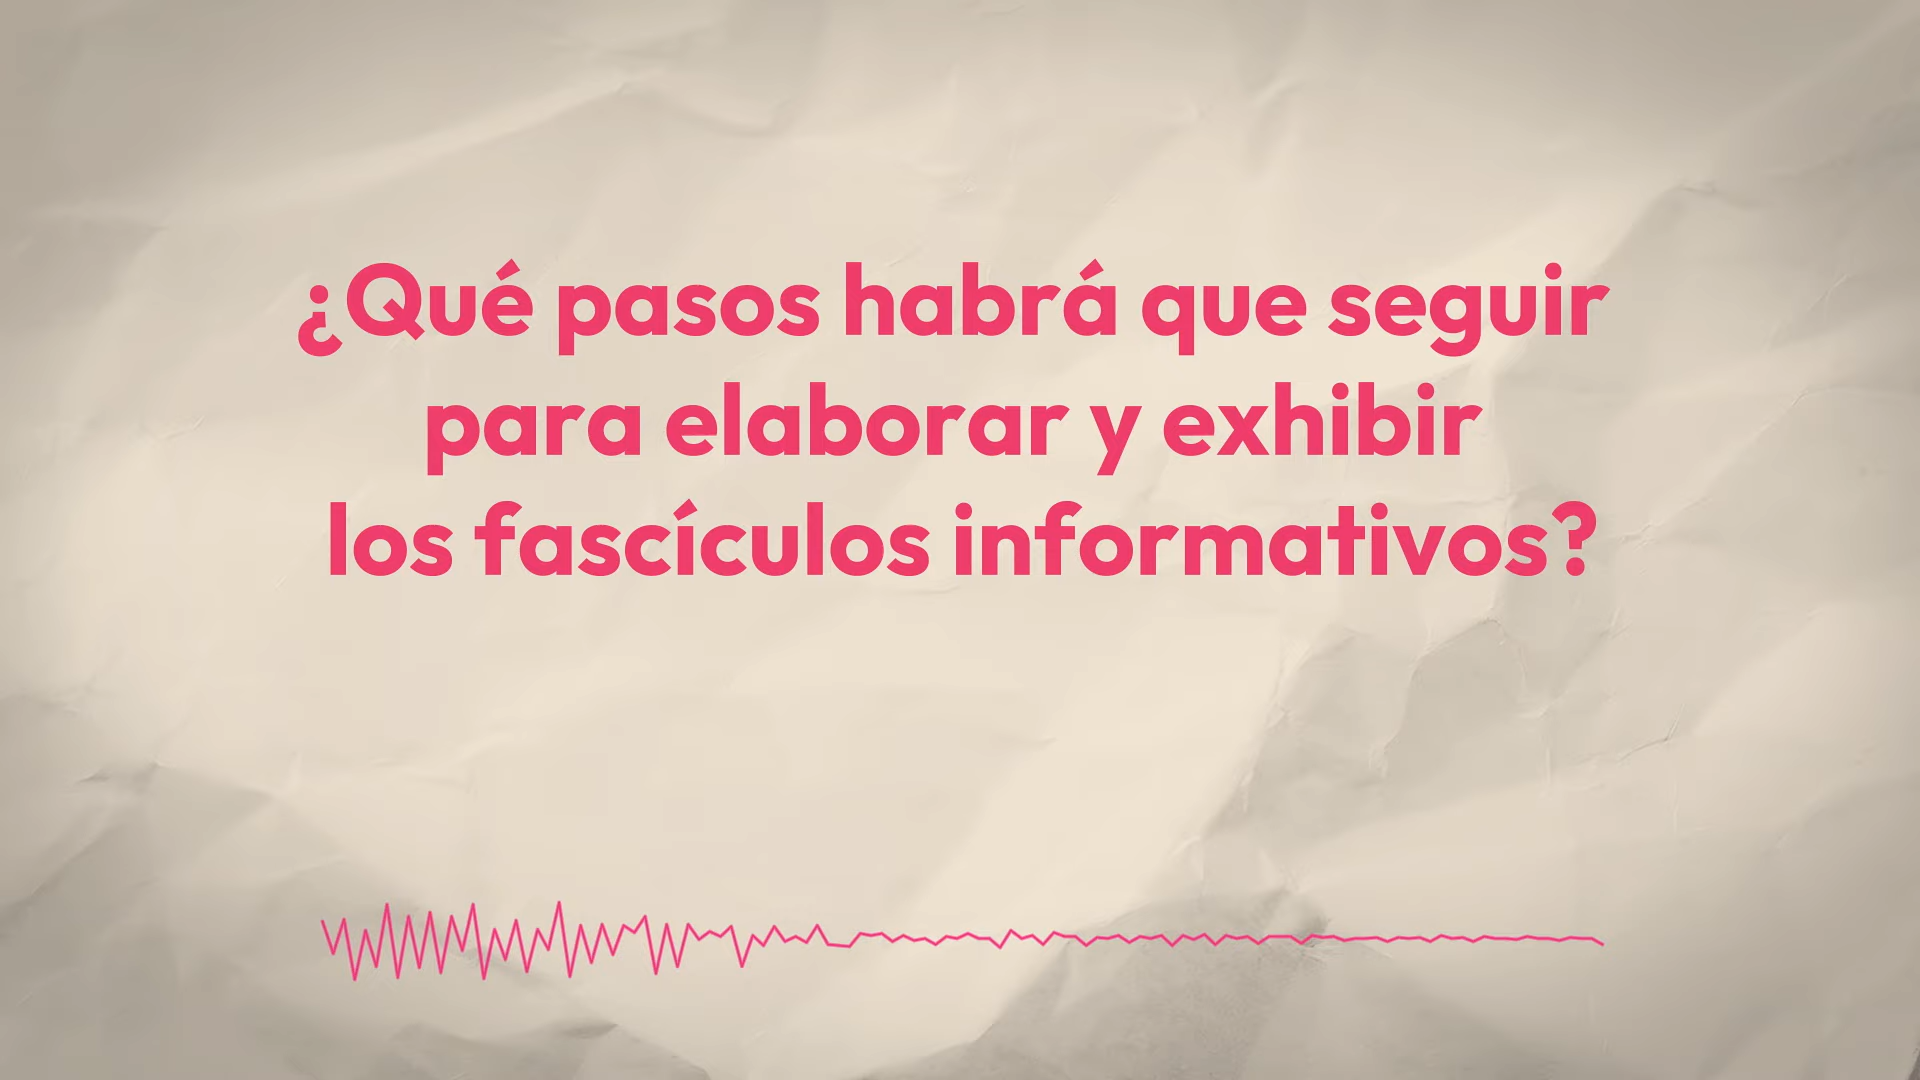 ¿Qué pasos habrá que seguir
para elaborar y exhibir
los fascículos informativos?